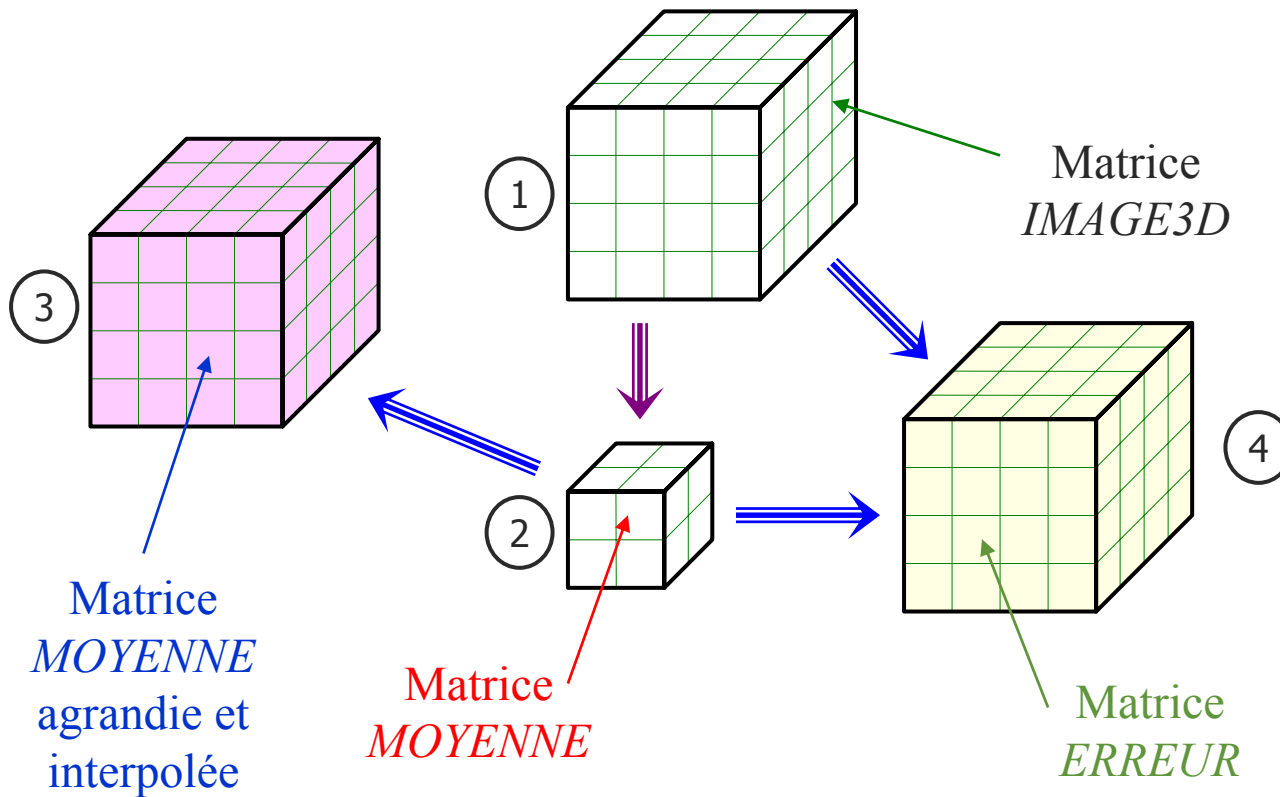 1
Matrice
IMAGE3D
3
4
2
Matrice
MOYENNE
agrandie et
interpolée
Matrice
MOYENNE
Matrice
ERREUR